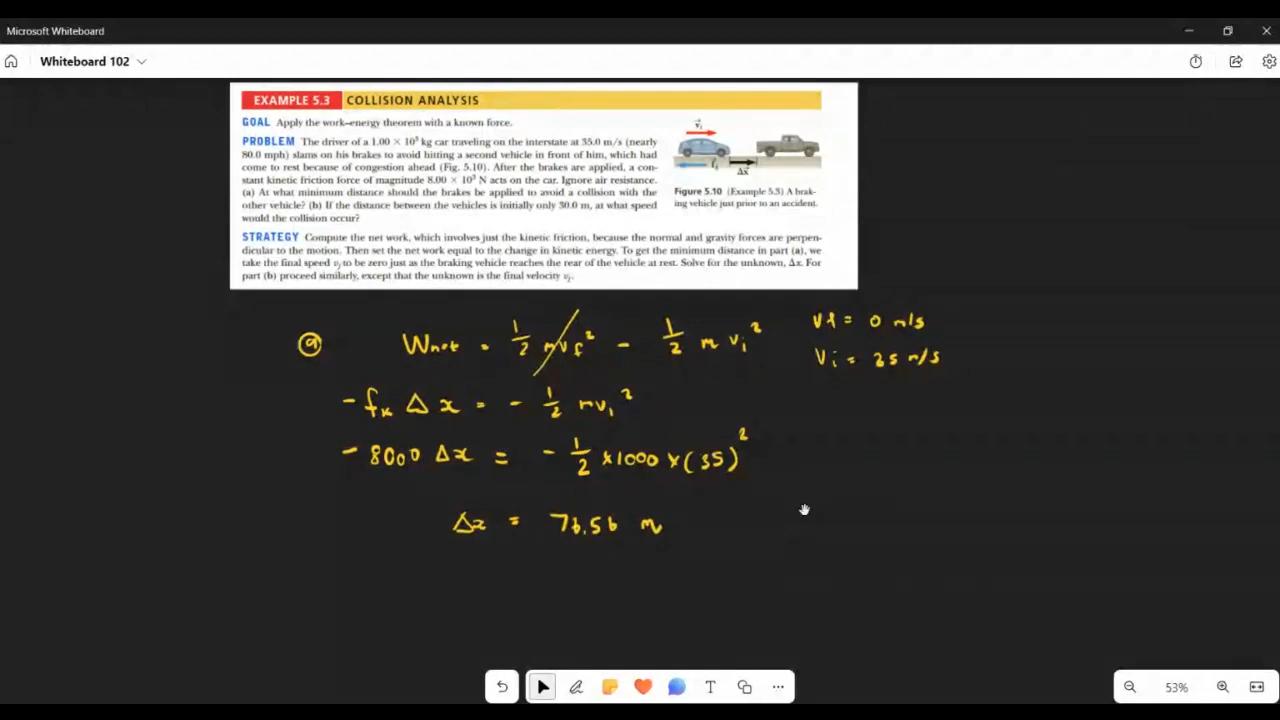 Microsoft Whiteboard
Whiteboard 102
EXAMPLE 5.3 COLLISION ANALYSIS
GOAL Apply the work–energy theorem with a known force.
PROBLEM The driver of a 1.00 × 10³ kg car traveling on the interstate at 35.0 m/s (nearly
80.0 mph) slams on his brakes to avoid hitting a second vehicle in front of him, which had
come to rest because of congestion ahead (Fig. 5.10). After the brakes are applied, a con-
stant kinetic friction force of magnitude 8.00 × 10³ N acts on the car. Ignore air resistance.
(a) At what minimum distance should the brakes be applied to avoid a collision with the
other vehicle? (b) If the distance between the vehicles is initially only 30.0 m, at what speed
would the collision occur?
vi
fk
Δx
Figure 5.10 (Example 5.3) A brak-
ing vehicle just prior to an accident.
STRATEGY Compute the net work, which involves just the kinetic friction, because the normal and gravity forces are perpen-
dicular to the motion. Then set the net work equal to the change in kinetic energy. To get the minimum distance in part (a), we
take the final speed vf to be zero just as the braking vehicle reaches the rear of the vehicle at rest. Solve for the unknown, Δx. For
part (b) proceed similarly, except that the unknown is the final velocity vf.
ⓐ Wnet = 1/2 mvf² - 1/2 m vi²
vf = 0 m/s
Vi = 35 m/s
- fk Δx = - 1/2 mvi²
- 8000 Δx = - 1/2 × 1000 × (35)²
Δx = 76.56 m
T
53%